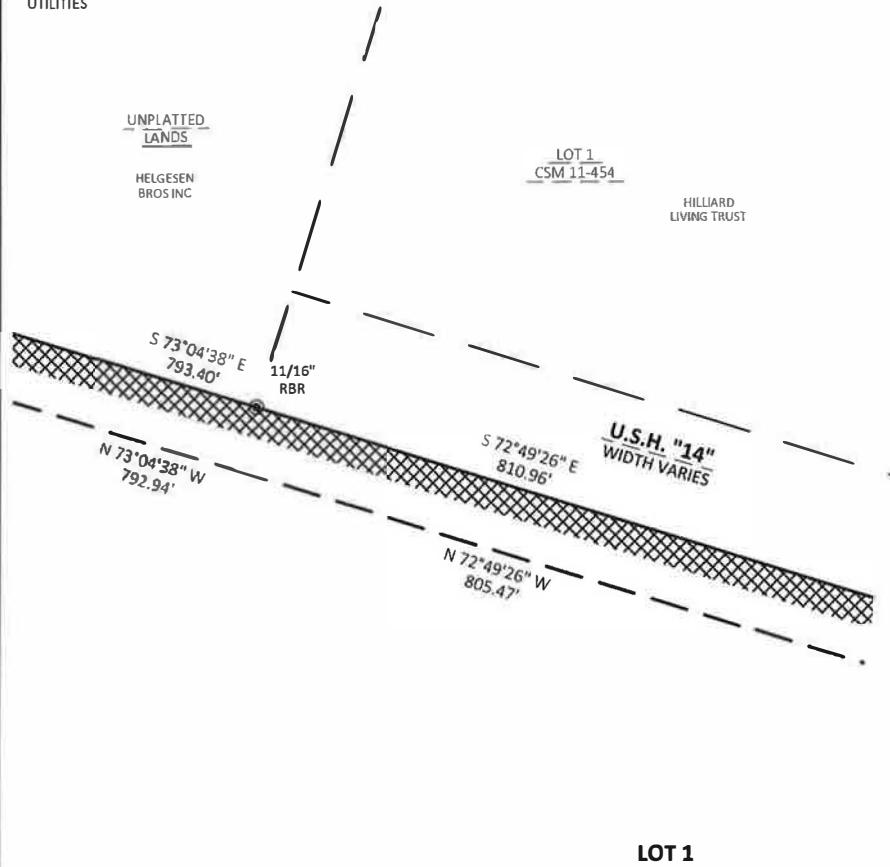 UTILITIES
UNPLATTED
LANDS
HELGESEN
BROS INC
LOT 1
CSM 11-454
HILLIARD
LIVING TRUST
S 73°04'38" E
793.40'
11/16"
RBR
U.S.H. "14"
WIDTH VARIES
S 72°49'26" E
810.96'
N 73°04'38" W
792.94'
N 72°49'26" W
805.47'
LOT 1